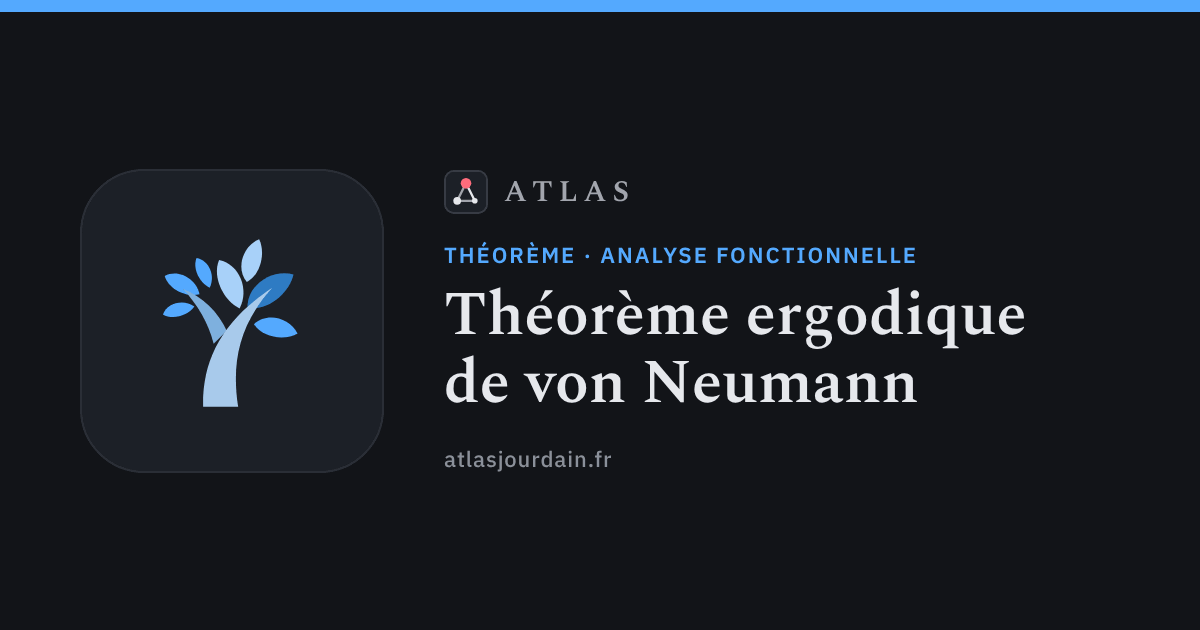 ATLAS
THÉORÈME · ANALYSE FONCTIONNELLE
Théorème ergodique
de von Neumann
atlasjourdain.fr